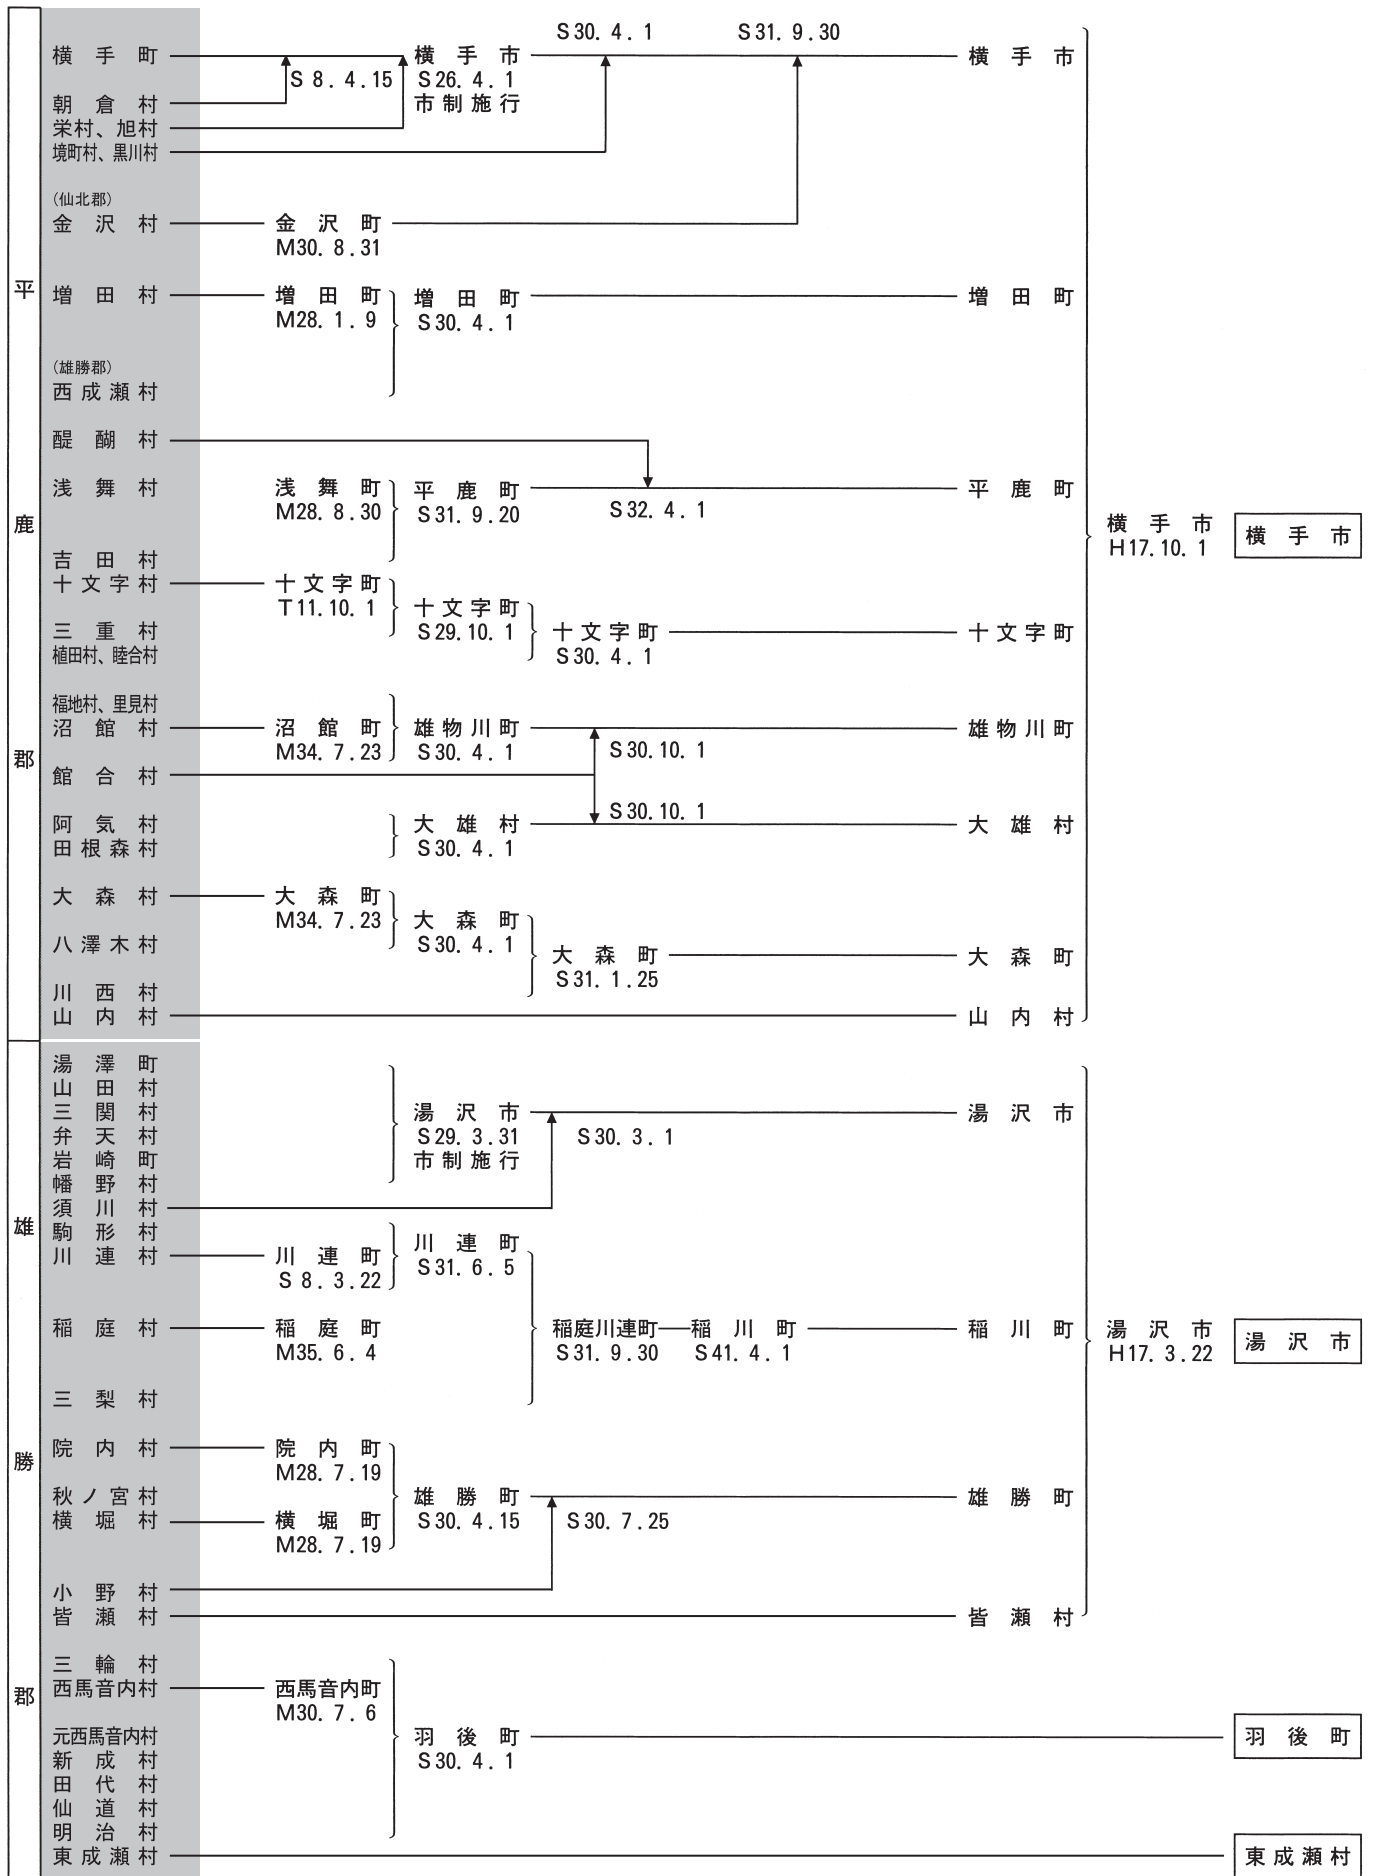 S30. 4. 1 S31. 9. 30
横手町 横手市 横手市
S 8. 4. 15 S26. 4. 1
朝倉村 市制施行
栄村、旭村
境町村、黒川村
(仙北郡)
金沢村 金沢町
M30. 8. 31
平
増田村 増田町 増田町 増田町
M28. 1. 9 S30. 4. 1
(雄勝郡)
西成瀬村
醍醐村
浅舞村 浅舞町 平鹿町 平鹿町
M28. 8. 30 S31. 9. 20 S32. 4. 1
鹿
横手市 横手市
H17. 10. 1
吉田村
十文字村 十文字町
T11. 10. 1 十文字町
S29. 10. 1
三重村 十文字町 十文字町
植田村、睦合村 S30. 4. 1
福地村、里見村
沼館村 沼館町 雄物川町 雄物川町
M34. 7. 23 S30. 4. 1 S30. 10. 1
郡
館合村
S30. 10. 1
阿気村 大雄村 大雄村
田根森村 S30. 4. 1
大森村 大森町
M34. 7. 23 大森町
八澤木村 S30. 4. 1
大森町 大森町
S31. 1. 25
川西村
山内村 山内村
湯澤町
山田村
三関村 湯沢市 湯沢市
弁天村 S29. 3. 31 S30. 3. 1
岩崎町 市制施行
幡野村
須川村
雄
駒形村 川連町
川連村 川連町 S31. 6. 5
S 8. 3. 22
稲庭村 稲庭町 稲庭川連町 稲川町 稲川町 湯沢市 湯沢市
M35. 6. 4 S31. 9. 30 S41. 4. 1 H17. 3. 22
三梨村
院内村 院内町
勝
M28. 7. 19
秋ノ宮村 雄勝町 雄勝町
横堀村 横堀町 S30. 4. 15 S30. 7. 25
M28. 7. 19
小野村
皆瀬村 皆瀬村
三輪村
西馬音内村 西馬音内町
郡
M30. 7. 6
元西馬音内村 羽後町 羽後町
新成村 S30. 4. 1
田代村
仙道村
明治村
東成瀬村 東成瀬村